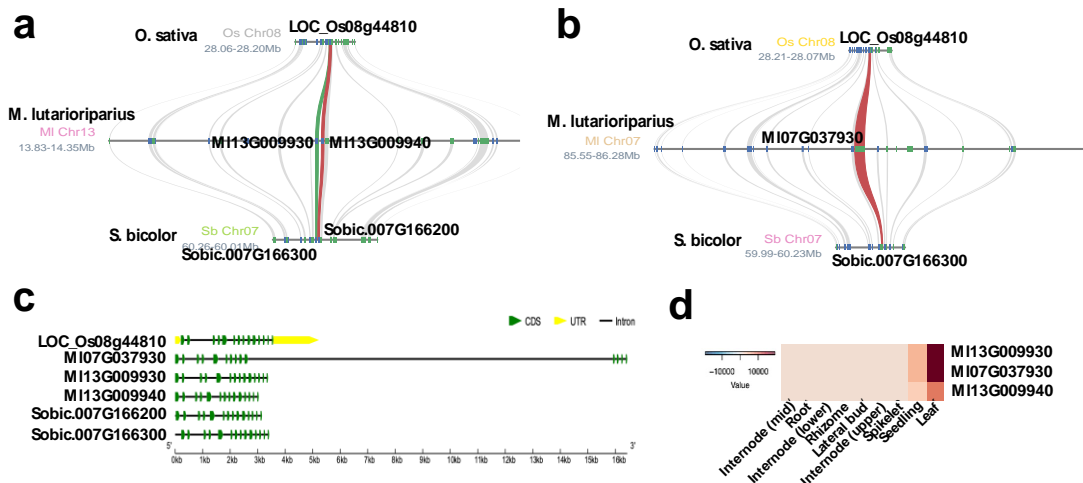 a
LOC_Os08g44810
O. sativa
Os Chr08
28.06-28.20Mb
M. lutarioriparius
Ml Chr13
13.83-14.35Mb
Ml13G009930
Ml13G009940
Sb Chr07
60.26-60.01Mb
S. bicolor
Sobic.007G166200
Sobic.007G166300
b
LOC_Os08g44810
O. sativa
Os Chr08
28.21-28.07Mb
M. lutarioriparius
Ml Chr07
85.55-86.28Mb
Ml07G037930
S. bicolor
Sb Chr07
59.99-60.23Mb
Sobic.007G166300
c
CDS UTR Intron
LOC_Os08g44810
Ml07G037930
Ml13G009930
Ml13G009940
Sobic.007G166200
Sobic.007G166300
5' 3'
0kb 1kb 2kb 3kb 4kb 5kb 6kb 7kb 8kb 9kb 10kb 11kb 12kb 13kb 14kb 15kb 16kb
d
−10000 10000
Value
Ml13G009930
Ml07G037930
Ml13G009940
Internode (mid)
Root
Internode (lower)
Rhizome
Lateral bud
Internode (upper)
Spikelet
Seedling
Leaf